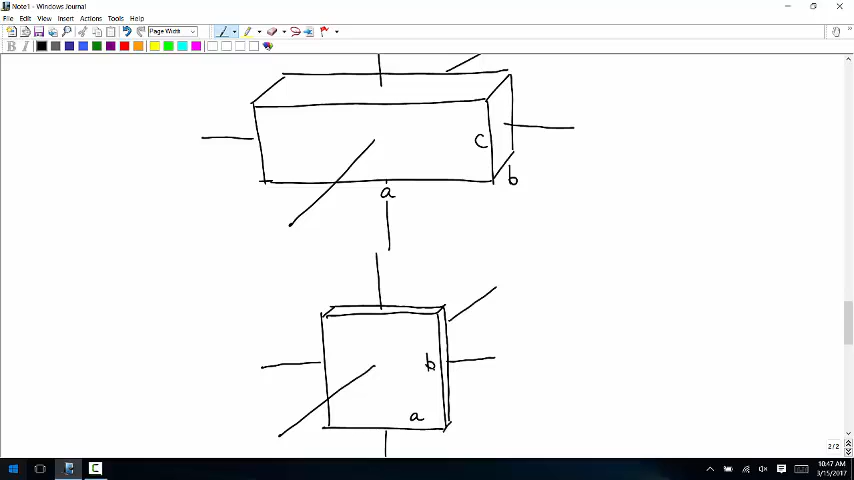 Note1 - Windows Journal
File Edit View Insert Actions Tools Help
Page Width
B I
c
b
a
b
a
2/2
10:47 AM
3/15/2017